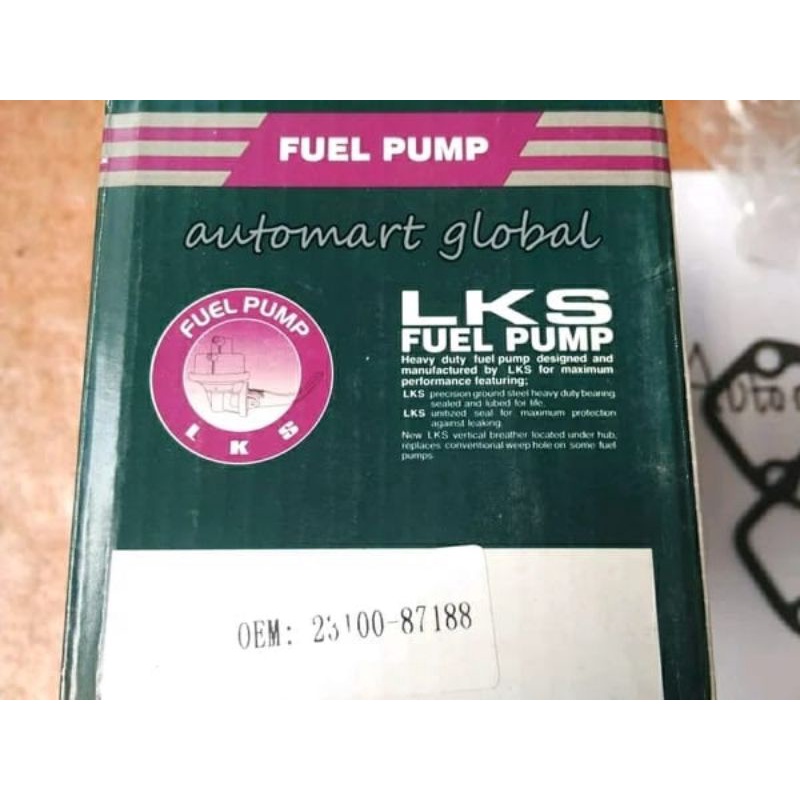 FUEL PUMP
automart global
FUEL PUMP
LKS
LKS
FUEL PUMP
Heavy duty fuel pump designed and
manufactured by LKS for maximum
performance featuring;
LKS precision ground steel heavy duty bearing
sealed and lubed for life.
LKS unitized seal for maximum protection
against leaking.
New LKS vertical breather located under hub,
replaces conventional weep hole on some fuel
pumps.
OEM: 23100-87188